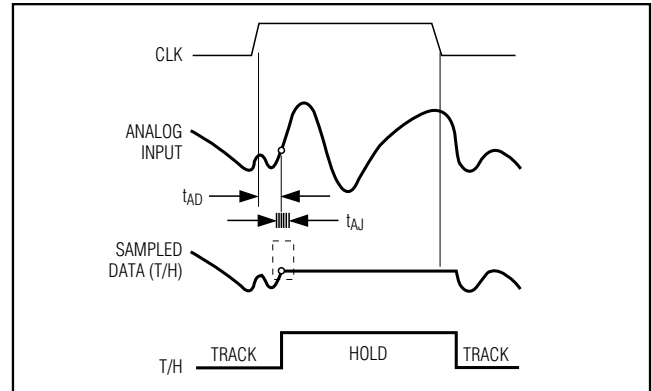 CLK
ANALOG
INPUT
tAD
tAJ
SAMPLED
DATA (T/H)
T/H
TRACK
HOLD
TRACK